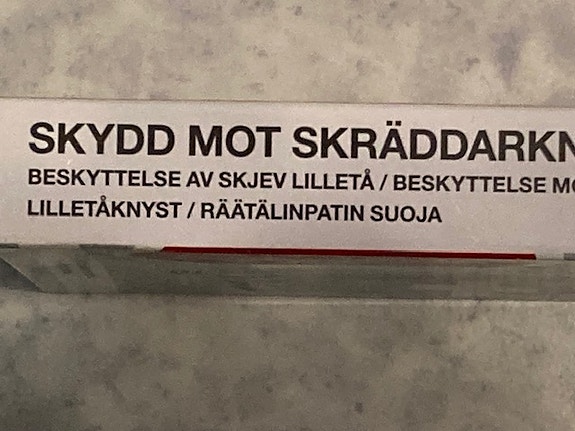 SKYDD MOT SKRÄDDARKN
BESKYTTELSE AV SKJEV LILLETÅ / BESKYTTELSE MO
LILLETÅKNYST / RÄÄTÄLINPATIN SUOJA